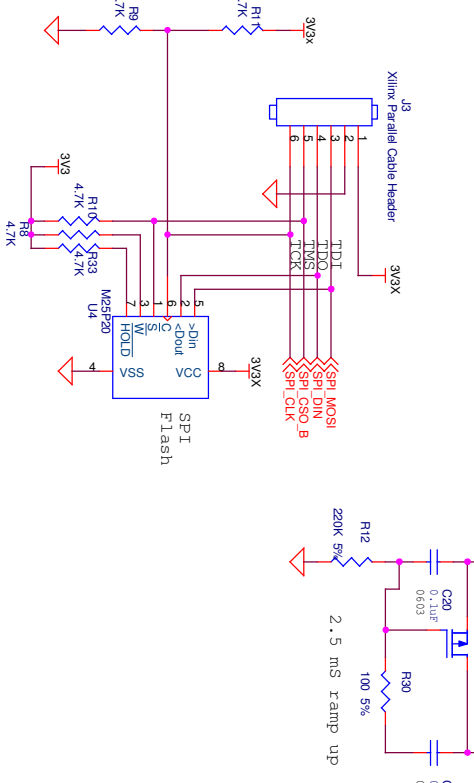 R9
.7K
R11
.7K
3V3x
J3
Xilinx Parallel Cable Header
6
5
4
3
2
1
3V3X
TDI
TDO
TMS
TCK
3V3
R10
4.7K
R8
4.7K
R33
4.7K
SPI_MOSI
SPI_DIN
SPI_CSO_B
SPI_CLK
M25P20
U4
7
3
1
6
2
5
HOLD
W
S
C
<Dout
>Din
4
VSS
VCC
8
3V3X
SPI
Flash
R12
220K 5%
C20
0.1uF
0603
R30
100 5%
2.5 mS ramp up